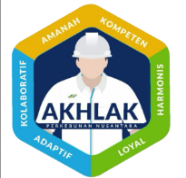 AMANAH
KOMPETEN
HARMONIS
LOYAL
ADAPTIF
KOLABORATIF
AKHLAK
PERKEBUNAN NUSANTARA